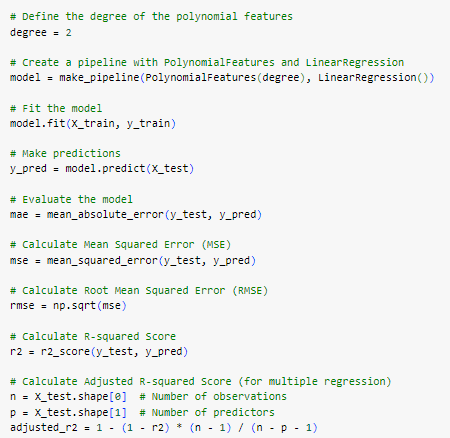 # Define the degree of the polynomial features
degree = 2
# Create a pipeline with PolynomialFeatures and LinearRegression
model = make_pipeline(PolynomialFeatures(degree), LinearRegression())
# Fit the model
model.fit(X_train, y_train)
# Make predictions
y_pred = model.predict(X_test)
# Evaluate the model
mae = mean_absolute_error(y_test, y_pred)
# Calculate Mean Squared Error (MSE)
mse = mean_squared_error(y_test, y_pred)
# Calculate Root Mean Squared Error (RMSE)
rmse = np.sqrt(mse)
# Calculate R-squared Score
r2 = r2_score(y_test, y_pred)
# Calculate Adjusted R-squared Score (for multiple regression)
n = X_test.shape[0]  # Number of observations
p = X_test.shape[1]  # Number of predictors
adjusted_r2 = 1 - (1 - r2) * (n - 1) / (n - p - 1)